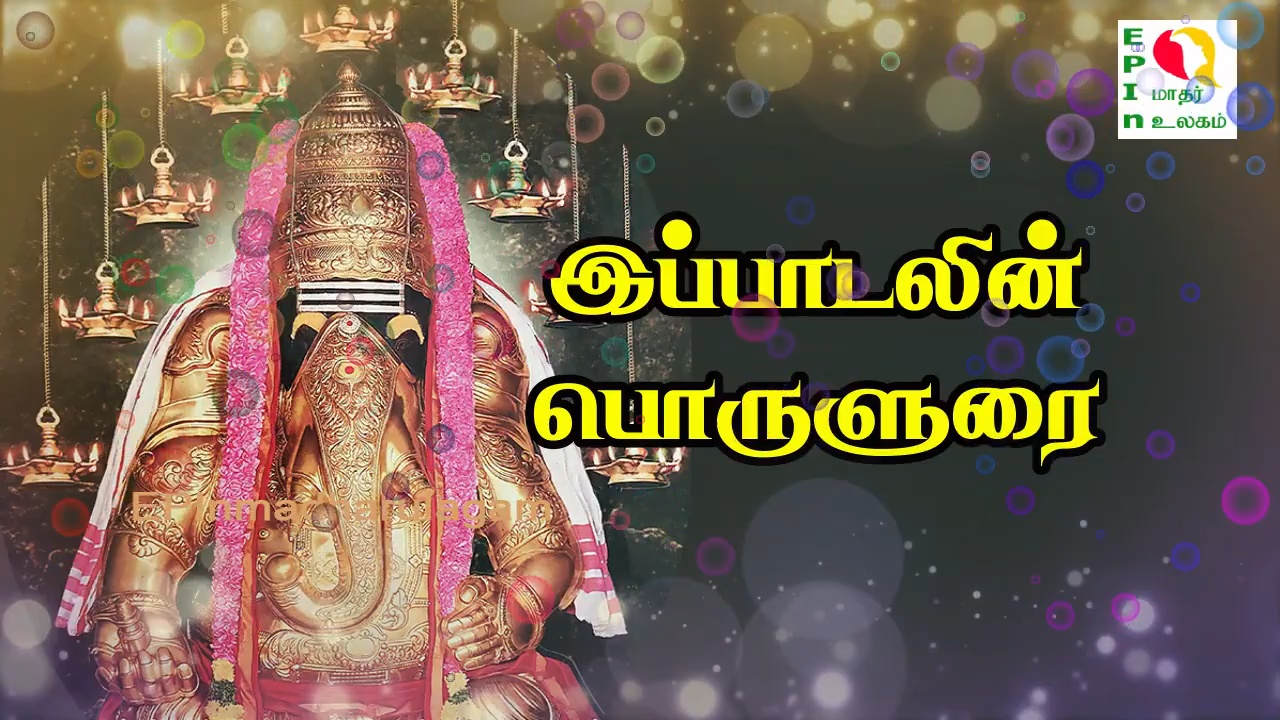 E
P
I மாதர்
n உலகம்
இப்பாடலின்
பொருளுரை